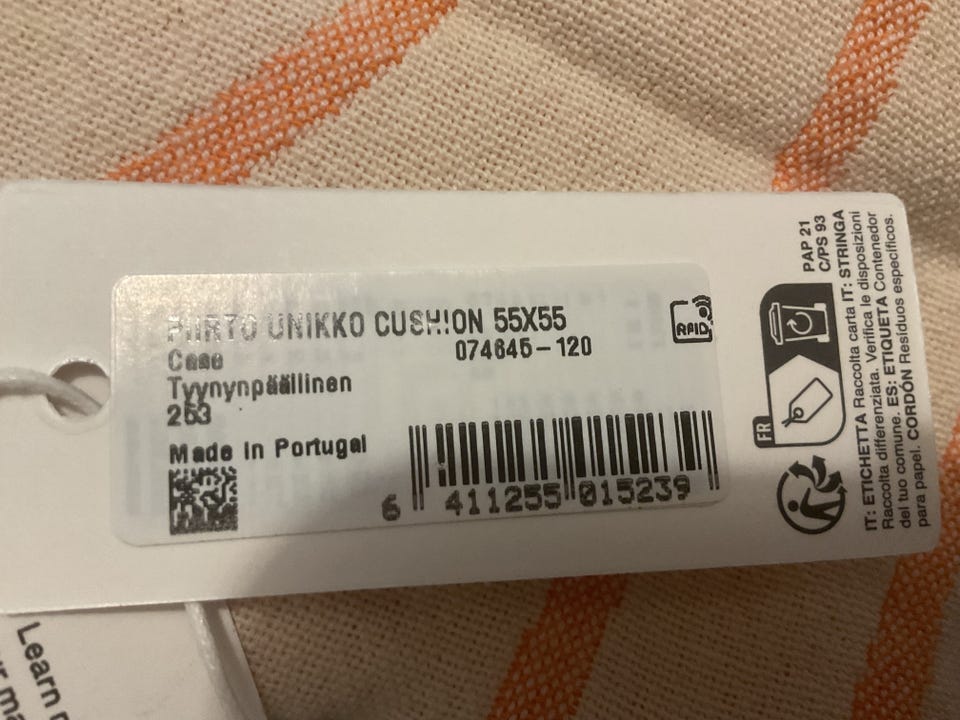 PIIRTO UNIKKO CUSHION 55X55
Case
074645-120
Tyynynpäällinen
253
Made in Portugal
6 411255 015239
RFID
PAP 21
C/PS 93
FR
IT: ETICHETTA Raccolta carta IT: STRINGA
Raccolta differenziata. Verifica le disposizioni
del tuo comune. ES: ETIQUETA Contenedor
para papel. CORDÓN Residuos específicos.
Learn